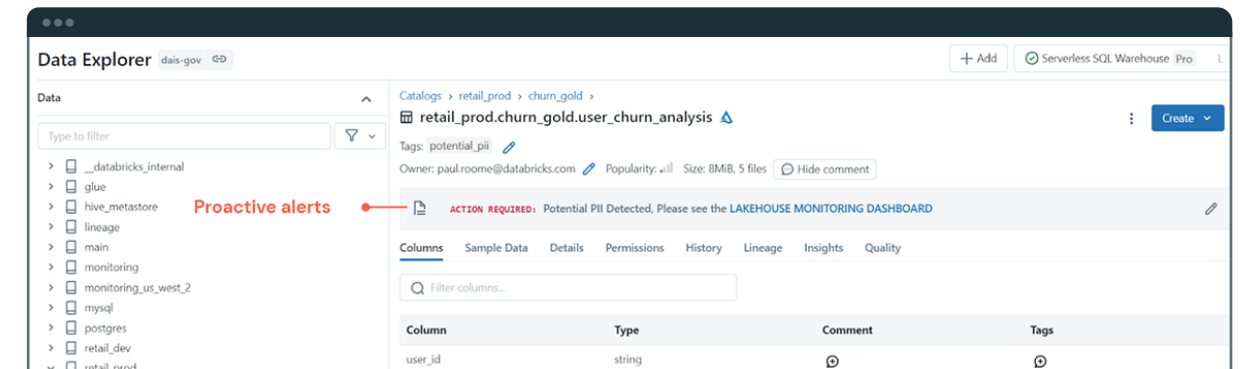 Data Explorer dais-gov
+ Add
Serverless SQL Warehouse Pro L
Data
Type to filter
__databricks_internal
glue
hive_metastore
lineage
main
monitoring
monitoring_us_west_2
mysql
postgres
retail_dev
retail_prod
Proactive alerts
Catalogs > retail_prod > churn_gold >
retail_prod.churn_gold.user_churn_analysis
Create
Tags: potential_pii
Owner: paul.roome@databricks.com Popularity: Size: 8MiB, 5 files Hide comment
ACTION REQUIRED: Potential PII Detected, Please see the LAKEHOUSE MONITORING DASHBOARD
Columns Sample Data Details Permissions History Lineage Insights Quality
Filter columns...
Column Type Comment Tags
user_id string